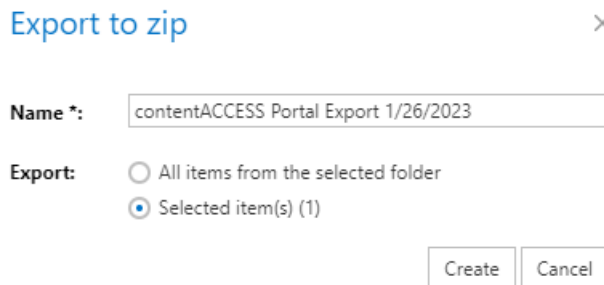 Export to zip
Name *: contentACCESS Portal Export 1/26/2023
Export: All items from the selected folder
Selected item(s) (1)
Create Cancel